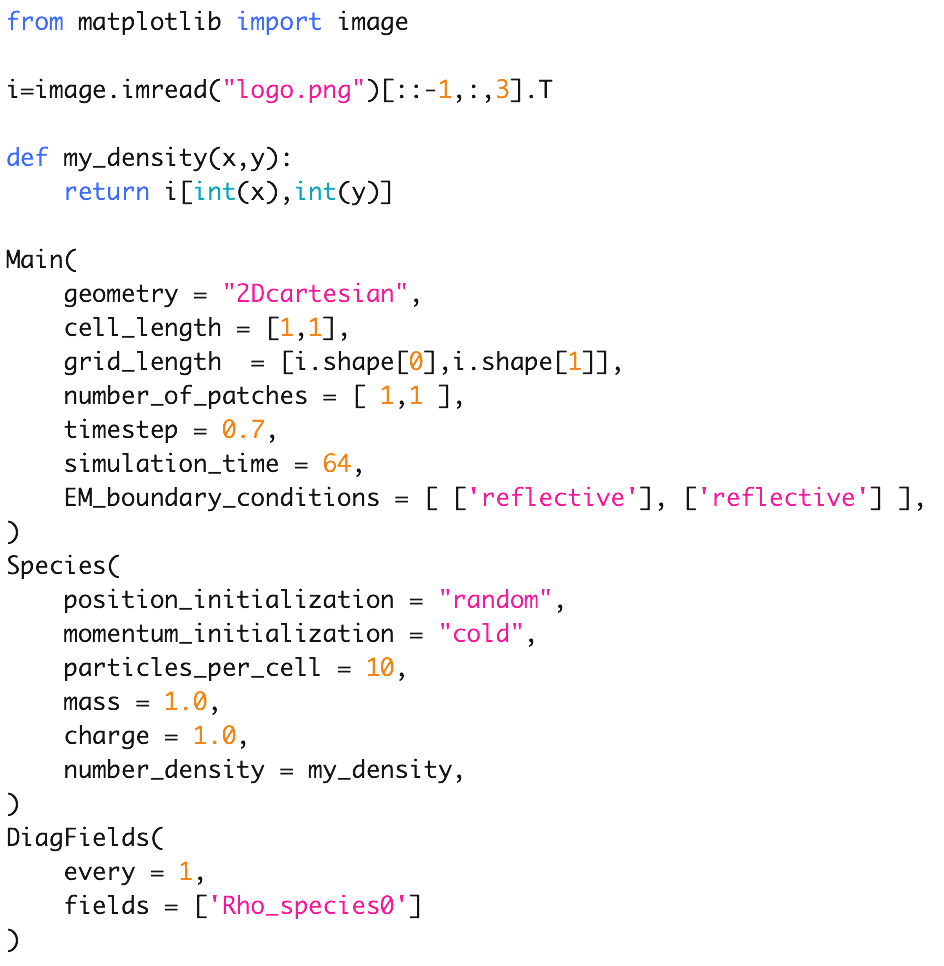 from matplotlib import image

i=image.imread("logo.png")[::-1,:,3].T

def my_density(x,y):
    return i[int(x),int(y)]

Main(
    geometry = "2Dcartesian",
    cell_length = [1,1],
    grid_length  = [i.shape[0],i.shape[1]],
    number_of_patches = [ 1,1 ],
    timestep = 0.7,
    simulation_time = 64,
    EM_boundary_conditions = [ ['reflective'], ['reflective'] ],
)
Species(
    position_initialization = "random",
    momentum_initialization = "cold",
    particles_per_cell = 10,
    mass = 1.0,
    charge = 1.0,
    number_density = my_density,
)
DiagFields(
    every = 1,
    fields = ['Rho_species0']
)